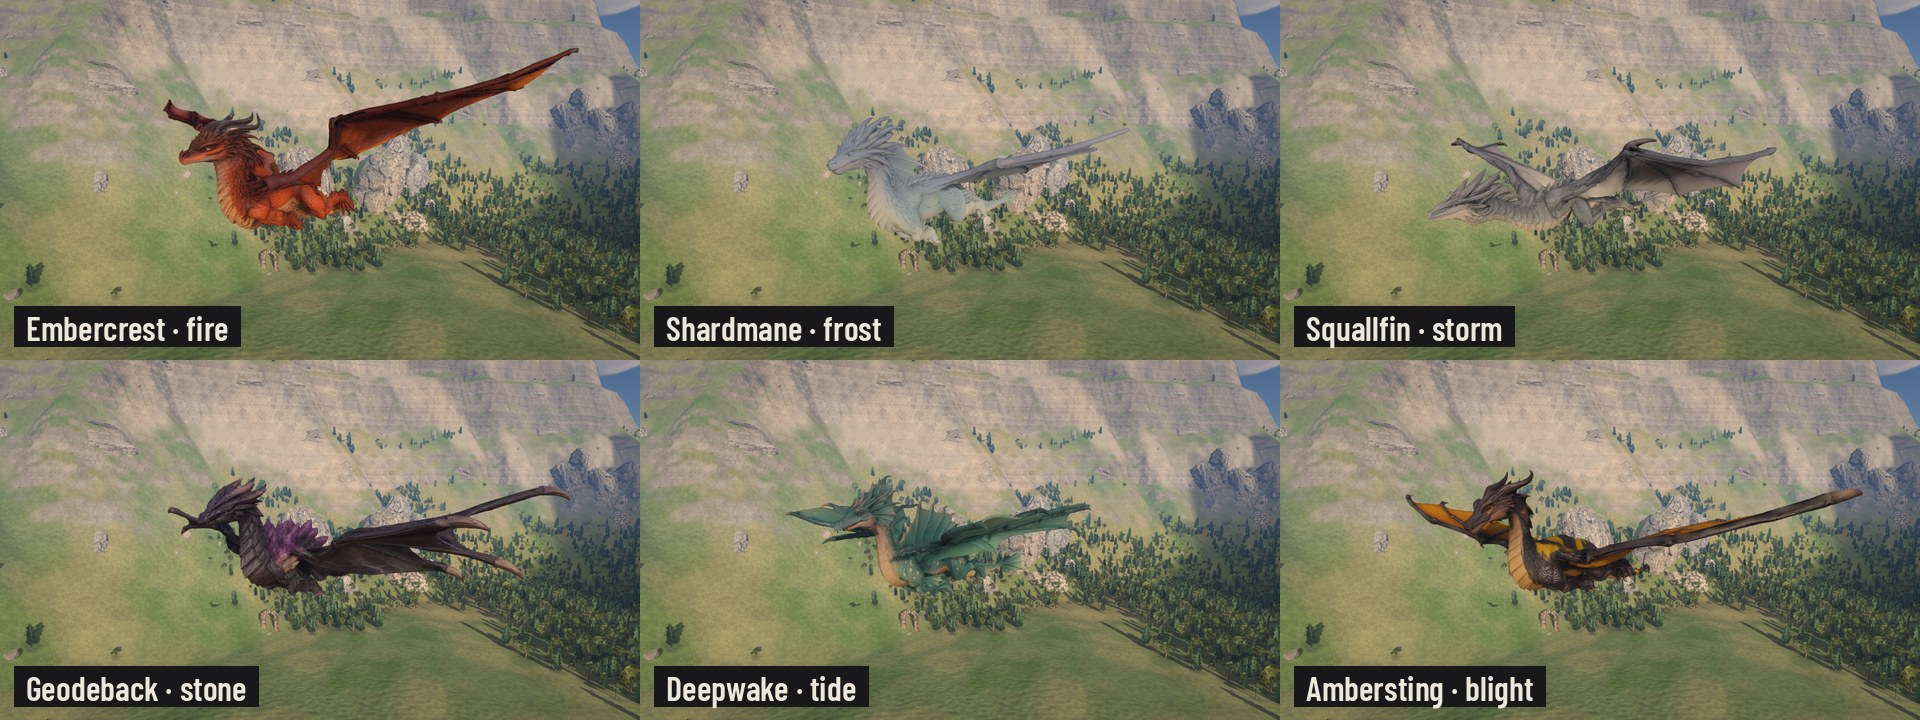 Embercrest · fire
Shardmane · frost
Squallfin · storm
Geodeback · stone
Deepwake · tide
Ambersting · blight